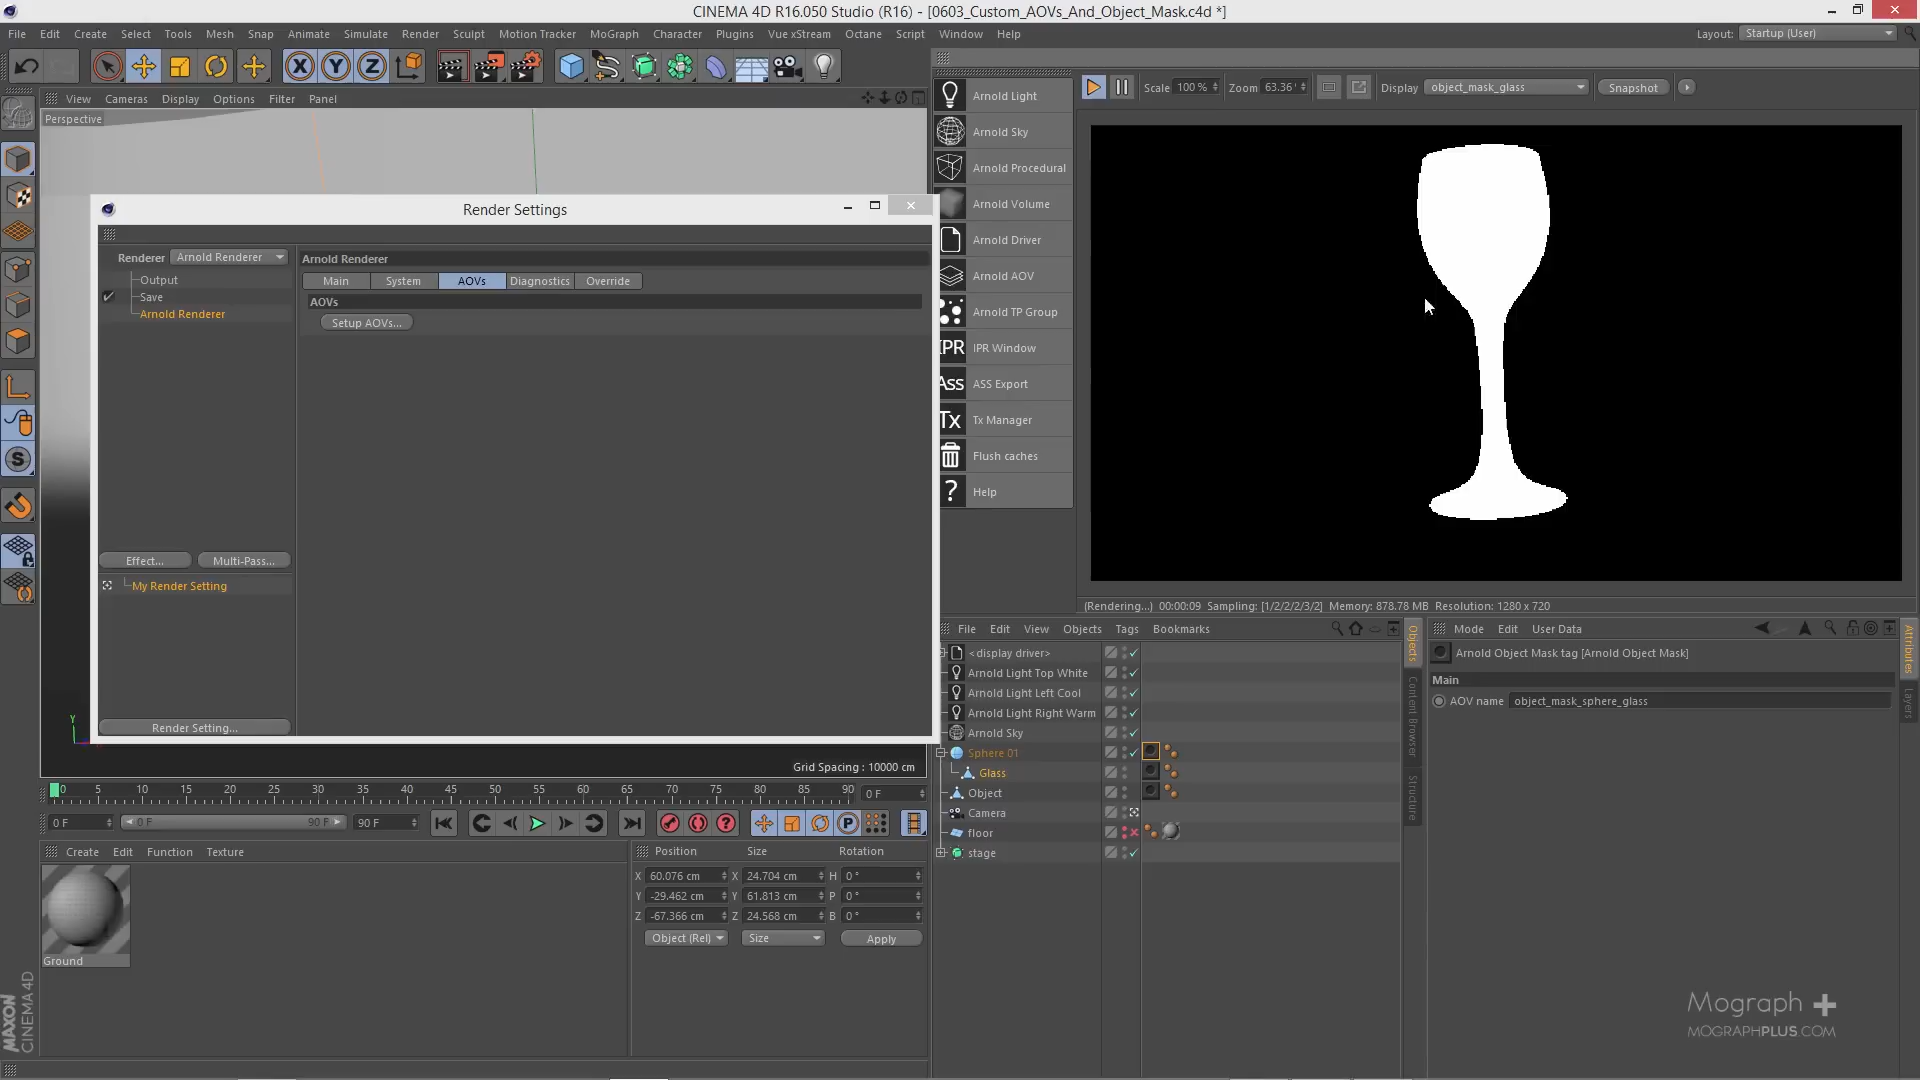 CINEMA 4D R16.050 Studio (R16) - [0603_Custom_AOVs_And_Object_Mask.c4d *]
File Edit Create Select Tools Mesh Snap Animate Simulate Render Sculpt Motion Tracker MoGraph Character Plugins Vue xStream Octane Script Window Help
Layout: Startup (User)
View Cameras Display Options Filter Panel
Perspective
Render Settings
Renderer Arnold Renderer
Output
Save
Arnold Renderer
Effect... Multi-Pass...
My Render Setting
Render Setting...
Arnold Renderer
Main System AOVs Diagnostics Override
AOVs
Setup AOVs...
Grid Spacing : 10000 cm
Arnold Light
Arnold Sky
Arnold Procedural
Arnold Volume
Arnold Driver
Arnold AOV
Arnold TP Group
IPR IPR Window
Ass ASS Export
Tx Tx Manager
Flush caches
? Help
Scale 100 % Zoom 63.36 Display object_mask_glass Snapshot
(Rendering...) 00:00:09 Sampling: [1/2/2/2/3/2] Memory: 878.78 MB Resolution: 1280 x 720
File Edit View Objects Tags Bookmarks
<display driver>
Arnold Light Top White
Arnold Light Left Cool
Arnold Light Right Warm
Arnold Sky
Sphere 01
Glass
Object
Camera
floor
stage
Objects
Content Browser
Structure
Mode Edit User Data
Arnold Object Mask tag [Arnold Object Mask]
Main
AOV name object_mask_sphere_glass
Attributes
Layers
0 5 10 15 20 25 30 35 40 45 50 55 60 65 70 75 80 85 90 0 F
0 F 0 F 90 F 90 F
Create Edit Function Texture
Ground
Position Size Rotation
X 60.076 cm X 24.704 cm H 0 °
Y -29.462 cm Y 61.813 cm P 0 °
Z -67.366 cm Z 24.568 cm B 0 °
Object (Rel) Size Apply
MAXON
CINEMA 4D
Mograph +
MOGRAPHPLUS.COM